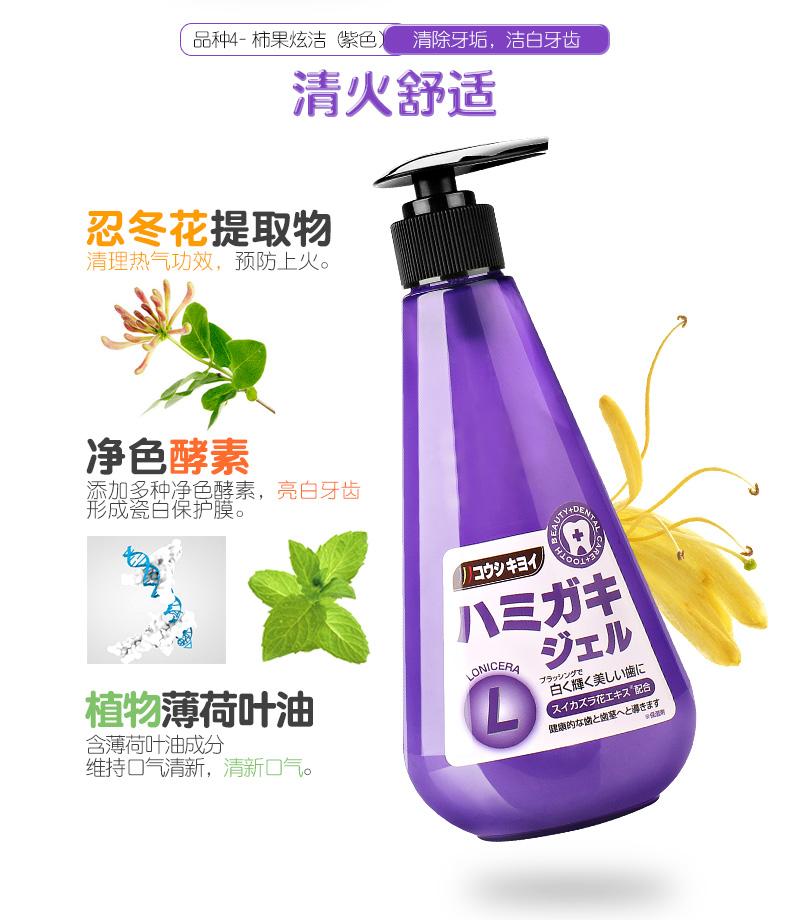 品种4- 柿果炫洁（紫色）
清除牙垢，洁白牙齿
清火舒适
忍冬花提取物
清理热气功效，预防上火。
净色酵素
添加多种净色酵素，亮白牙齿
形成瓷白保护膜。
植物薄荷叶油
含薄荷叶油成分
维持口气清新，清新口气。
BEAUTY+DENTAL CARE+TOOTH
コウシキヨイ
ハミガキ
ジェル
LONICERA
L
ブラッシングで
白く輝く美しい歯に
スイカズラ花エキス※配合
健康的な歯と歯茎へと導きます
※保湿剤